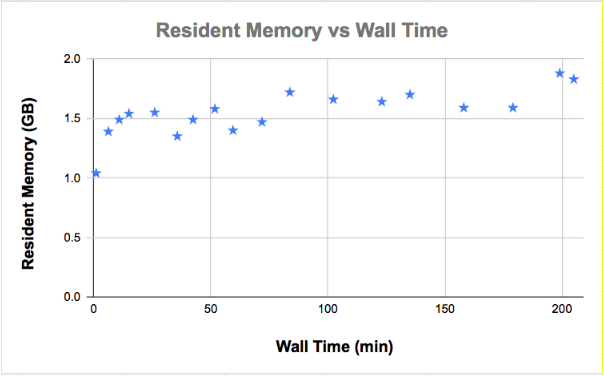 Resident Memory vs Wall Time
Resident Memory (GB)
2.0
1.5
1.0
0.5
0.0
0 50 100 150 200
Wall Time (min)